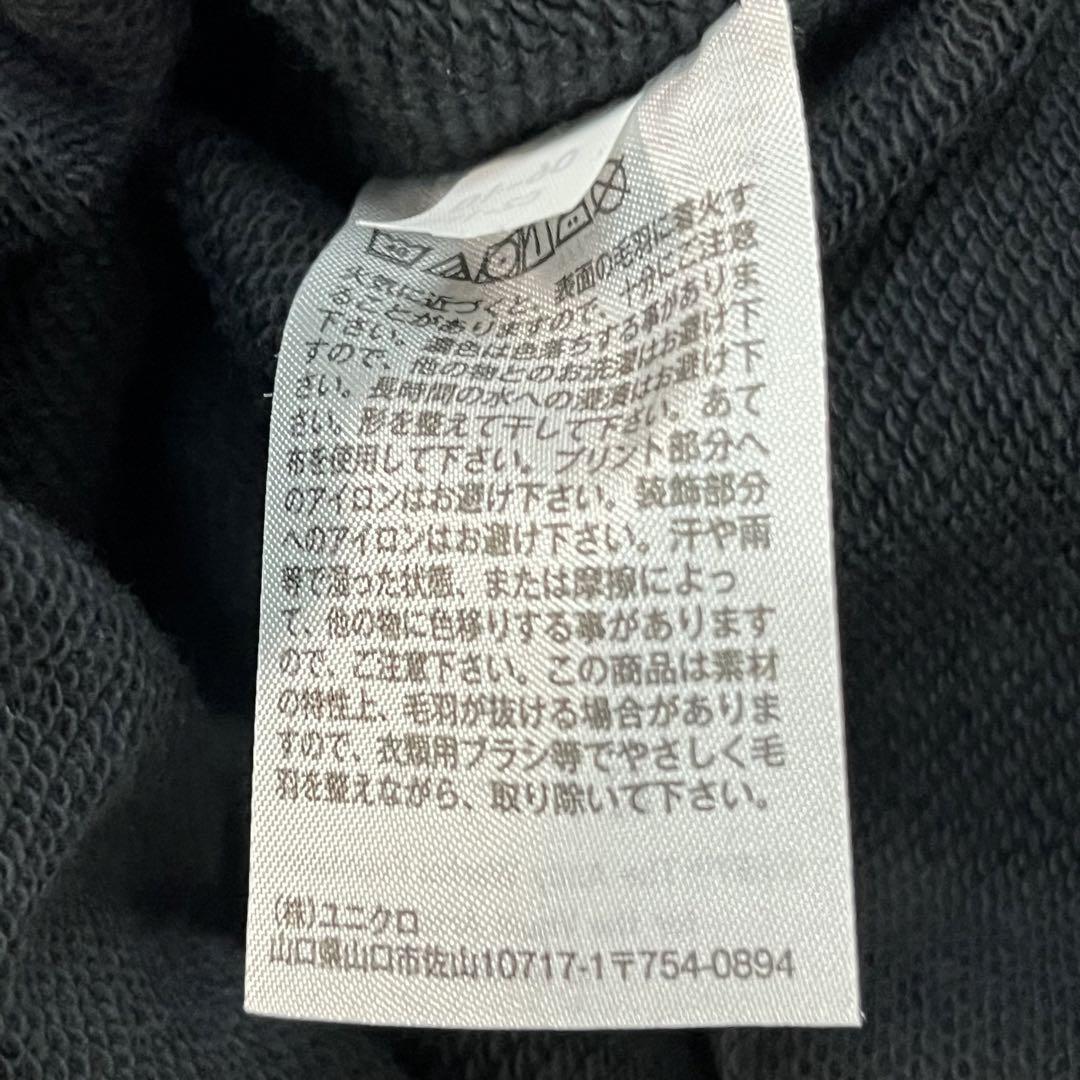 火気に近づくと、表面の毛羽に着火す
ることがありますので、十分にご注意
下さい。濃色は色落ちする事がありま
すので、他の物とのお洗濯はお避け下
さい。長時間の水への浸漬はお避け下
さい。形を整えて干して下さい。あて
布を使用して下さい。プリント部分へ
のアイロンはお避け下さい。装飾部分
へのアイロンはお避け下さい。汗や雨
等で湿った状態、または摩擦によっ
て、他の物に色移りする事があります
ので、ご注意下さい。この商品は素材
の特性上、毛羽が抜ける場合がありま
すので、衣類用ブラシ等でやさしく毛
羽を整えながら、取り除いて下さい。
(株)ユニクロ
山口県山口市佐山10717-1〒754-0894